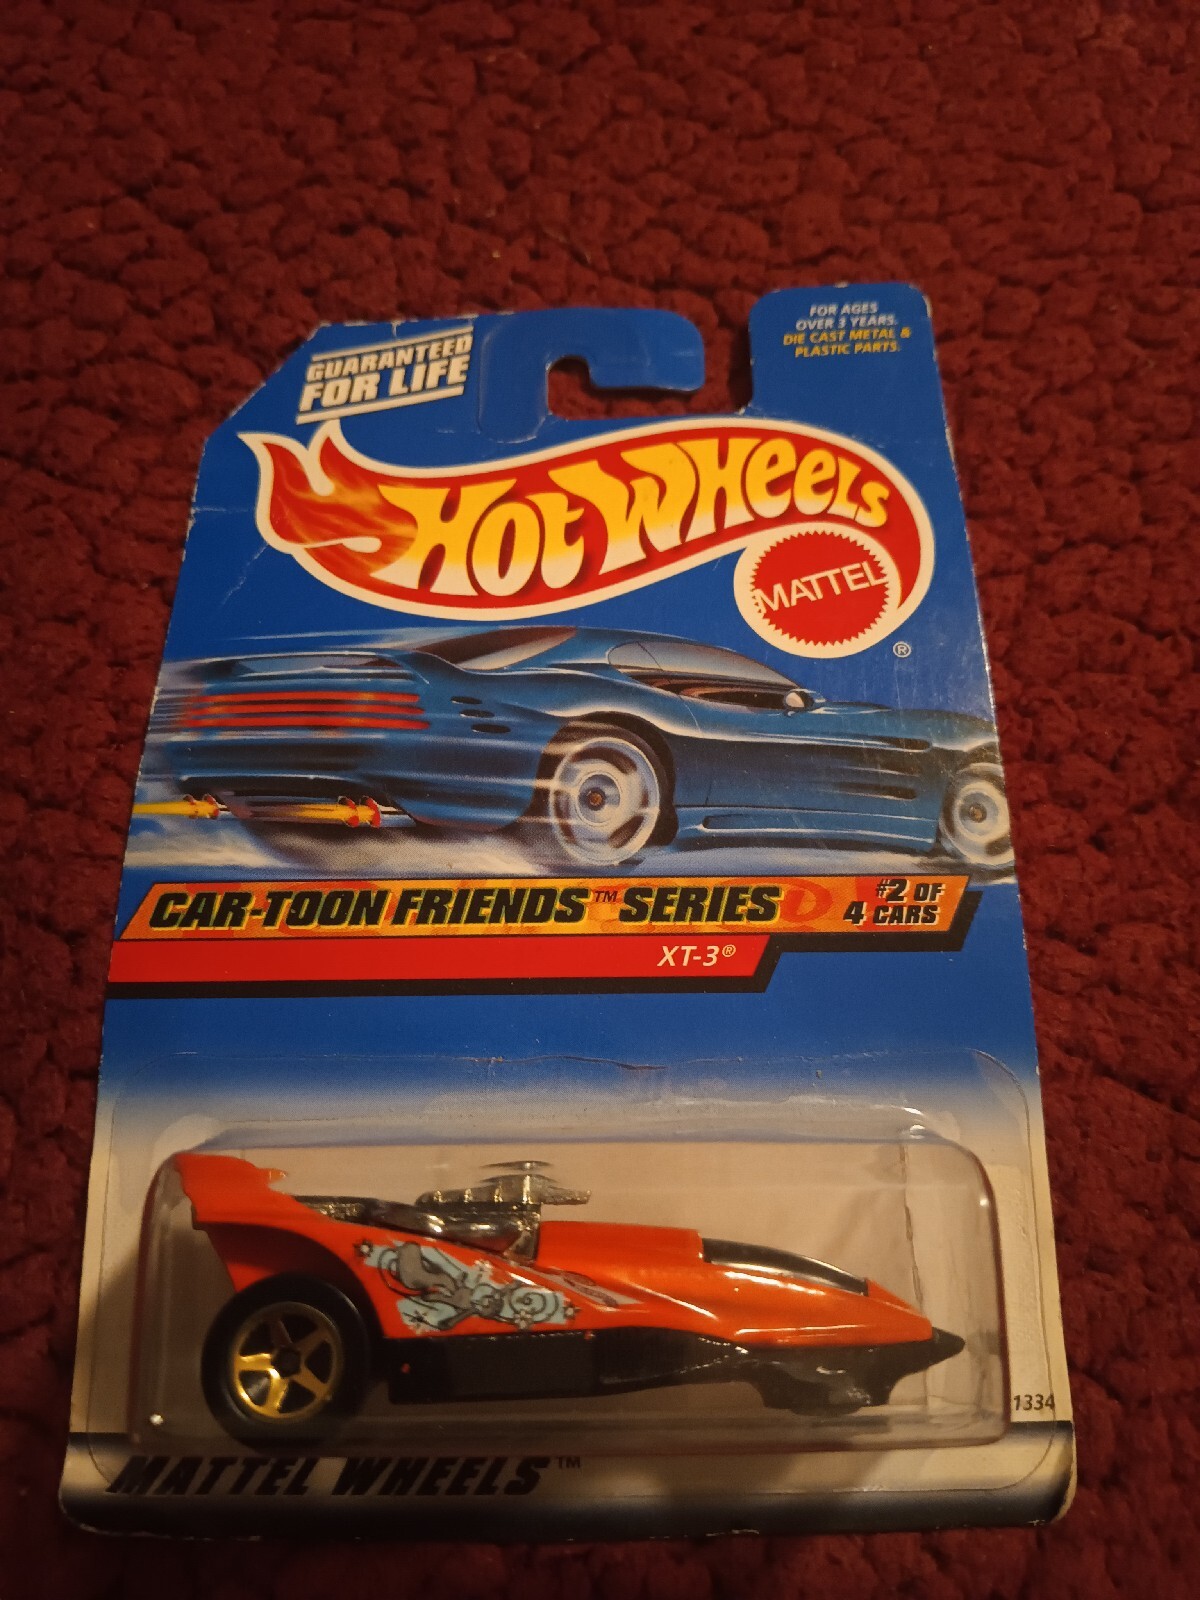 GUARANTEED
FOR LIFE
FOR AGES
OVER 3 YEARS.
DIE CAST METAL &
PLASTIC PARTS.
HOT WHEELS
MATTEL
®
CAR-TOON FRIENDS™ SERIES
#2 OF
4 CARS
XT-3®
1334
MATTEL WHEELS™